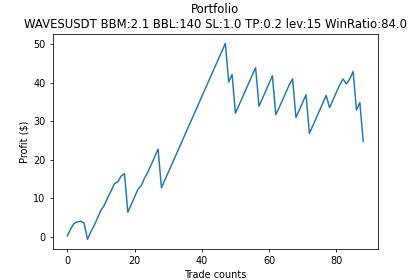 Portfolio
WAVESUSDT BBM:2.1 BBL:140 SL:1.0 TP:0.2 lev:15 WinRatio:84.0
Profit ($)
50
40
30
20
10
0
0 20 40 60 80
Trade counts